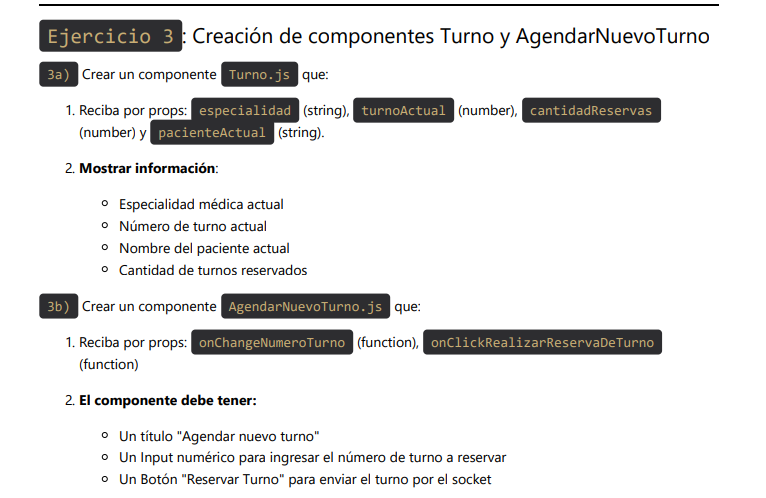 Ejercicio 3: Creación de componentes Turno y AgendarNuevoTurno
3a) Crear un componente Turno.js que:
1. Reciba por props: especialidad (string), turnoActual (number), cantidadReservas
(number) y pacienteActual (string).
2. Mostrar información:
Especialidad médica actual
Número de turno actual
Nombre del paciente actual
Cantidad de turnos reservados
3b) Crear un componente AgendarNuevoTurno.js que:
1. Reciba por props: onChangeNumeroTurno (function), onClickRealizarReservaDeTurno
(function)
2. El componente debe tener:
Un título "Agendar nuevo turno"
Un Input numérico para ingresar el número de turno a reservar
Un Botón "Reservar Turno" para enviar el turno por el socket